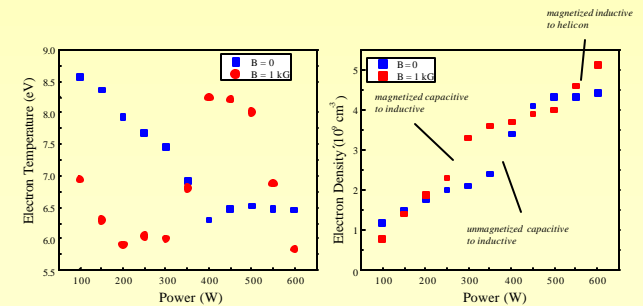 magnetized inductive
to helicon
9.0
8.5
8.0
7.5
7.0
6.5
6.0
5.5
Electron Temperature (eV)
B = 0
B = 1 kG
100 200 300 400 500 600
Power (W)
5
4
3
2
1
0
Electron Density (10⁹ cm³)
B = 0
B = 1 kG
magnetized capacitive
to inductive
unmagnetized capacitive
to inductive
100 200 300 400 500 600
Power (W)